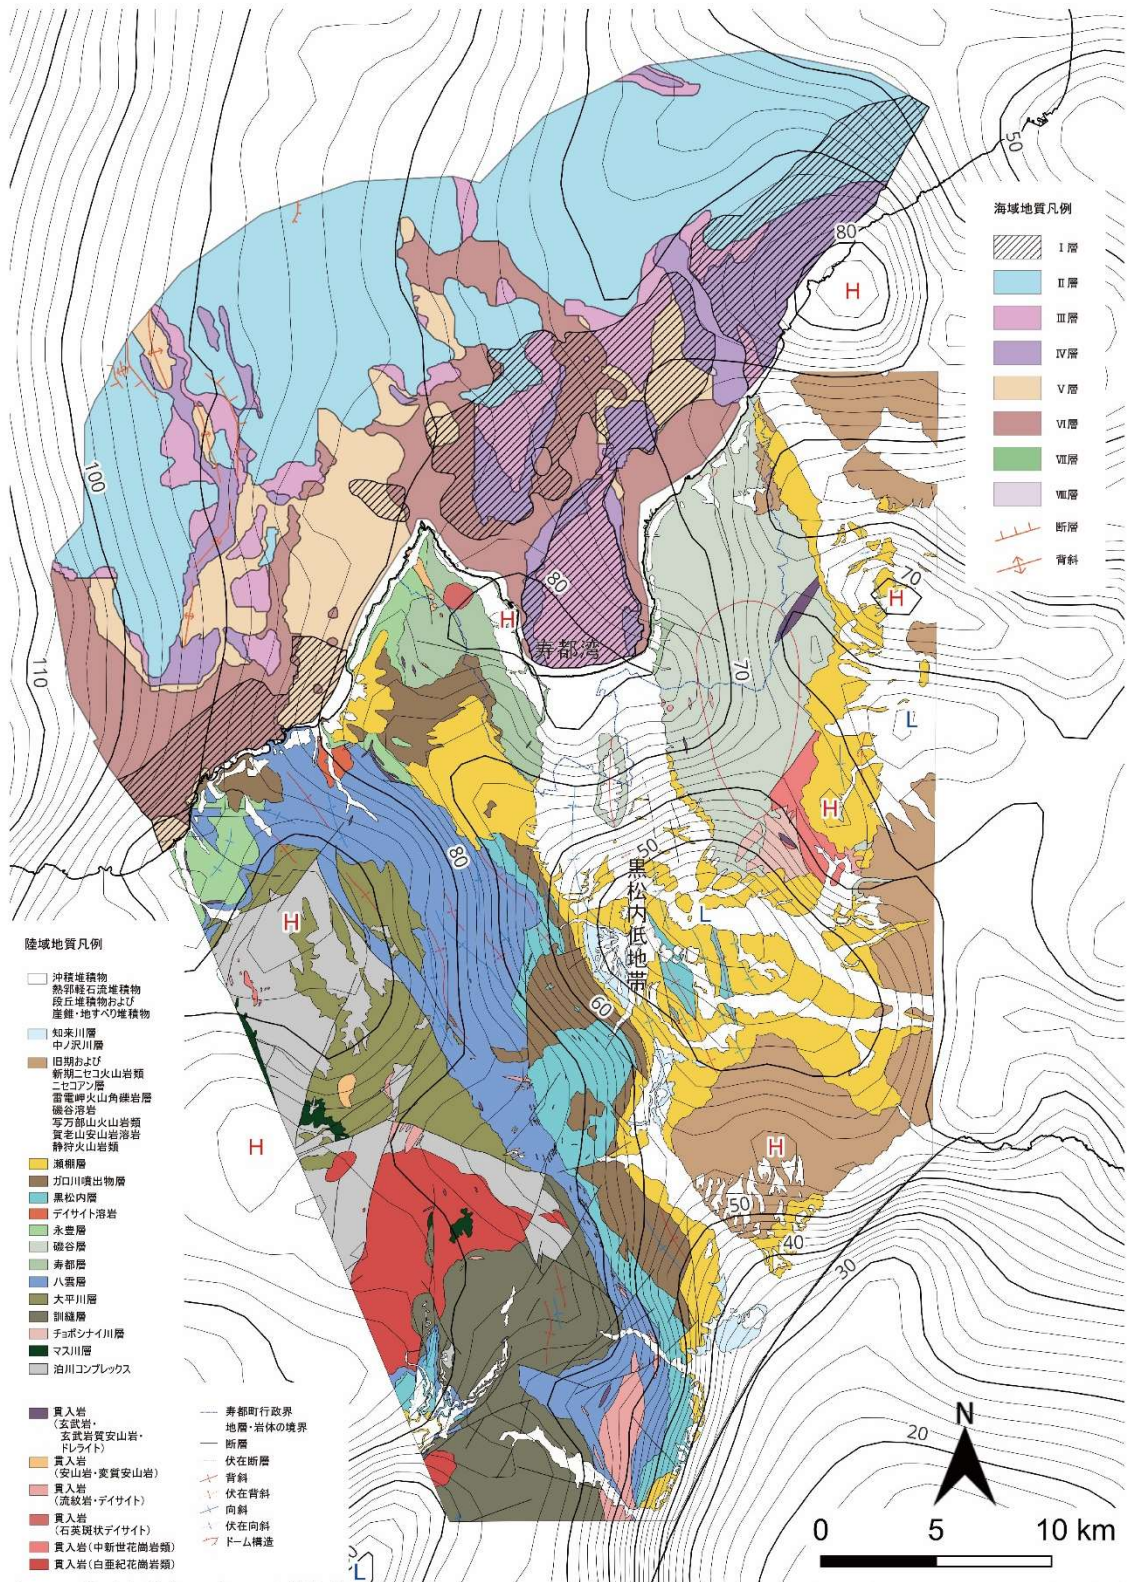 50
80
H
海域地質凡例
Ⅰ層
Ⅱ層
Ⅲ層
Ⅳ層
Ⅴ層
Ⅵ層
Ⅶ層
Ⅷ層
断層
背斜
100
70
H
80
H
寿都湾
110
70
L
H
80
50
黒松内低地帯
L
H
60
H
H
50
40
30
20
L
陸域地質凡例
沖積堆積物
熱郛軽石流堆積物
段丘堆積物および
崖錐・地すべり堆積物
知来川層
中ノ沢川層
旧期および
新期ニセコ火山岩類
ニセコアン層
雷電岬火山角礫岩層
磯谷溶岩
写万部山火山岩類
賀老山安山岩溶岩
静狩火山岩類
瀬棚層
ガロ川噴出物層
黒松内層
デイサイト溶岩
永豊層
磯谷層
寿都層
八雲層
大平川層
訓縫層
チョポシナイ川層
マス川層
泊川コンプレックス
貫入岩
(玄武岩・
玄武岩質安山岩・
ドレライト)
貫入岩
(安山岩・変質安山岩)
貫入岩
(流紋岩・デイサイト)
貫入岩
(石英斑状デイサイト)
貫入岩(中新世花崗岩類)
貫入岩(白亜紀花崗岩類)
寿都町行政界
地層・岩体の境界
断層
伏在断層
背斜
伏在背斜
向斜
伏在向斜
ドーム構造
N
0 5 10 km